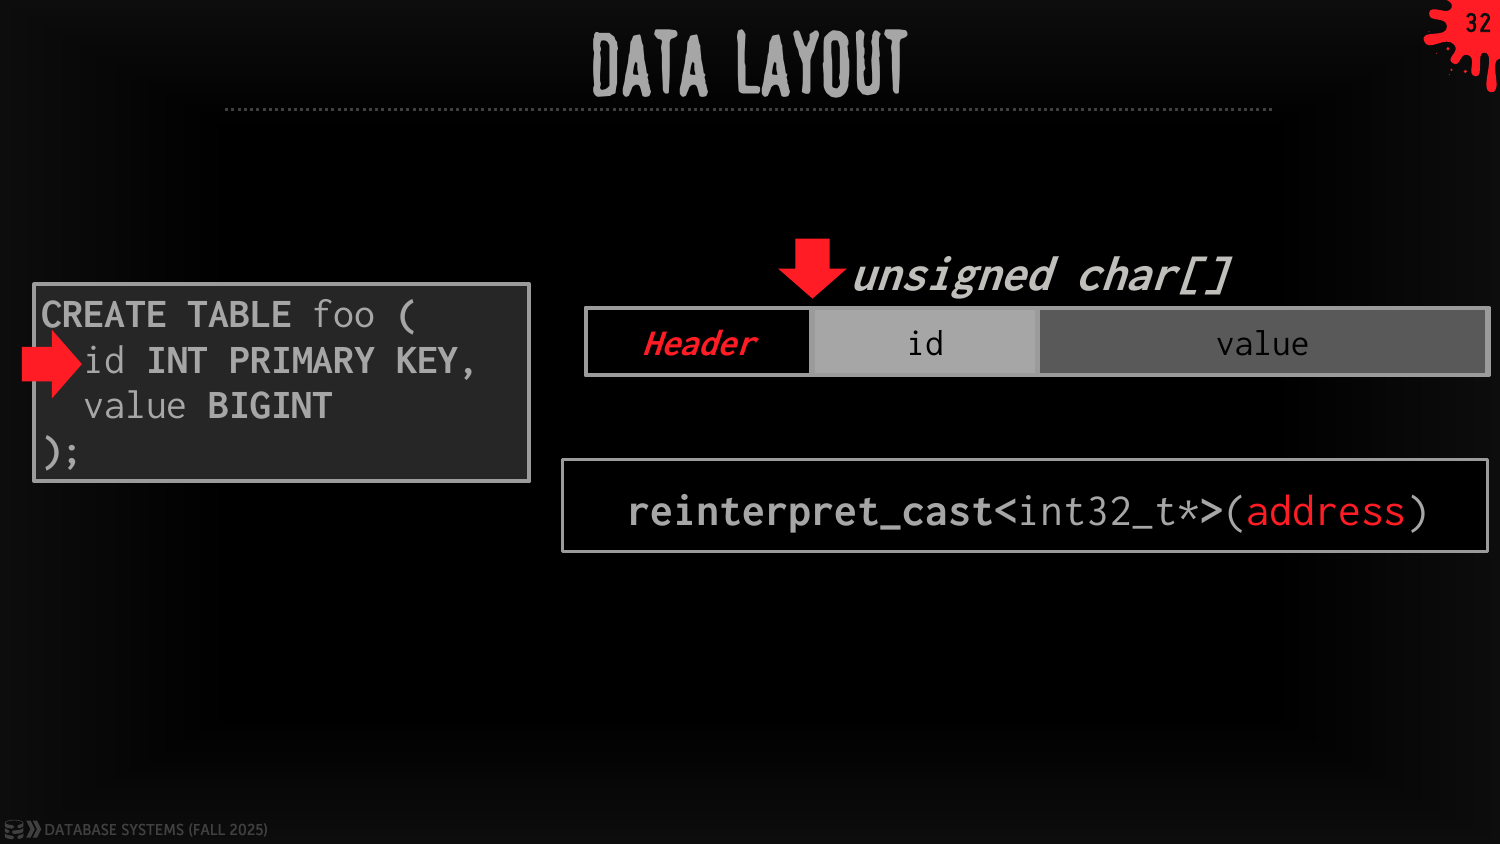 DATA LAYOUT
32
CREATE TABLE foo (
id INT PRIMARY KEY,
value BIGINT
);
unsigned char[]
Header id value
reinterpret_cast<int32_t*>(address)
DATABASE SYSTEMS (FALL 2025)